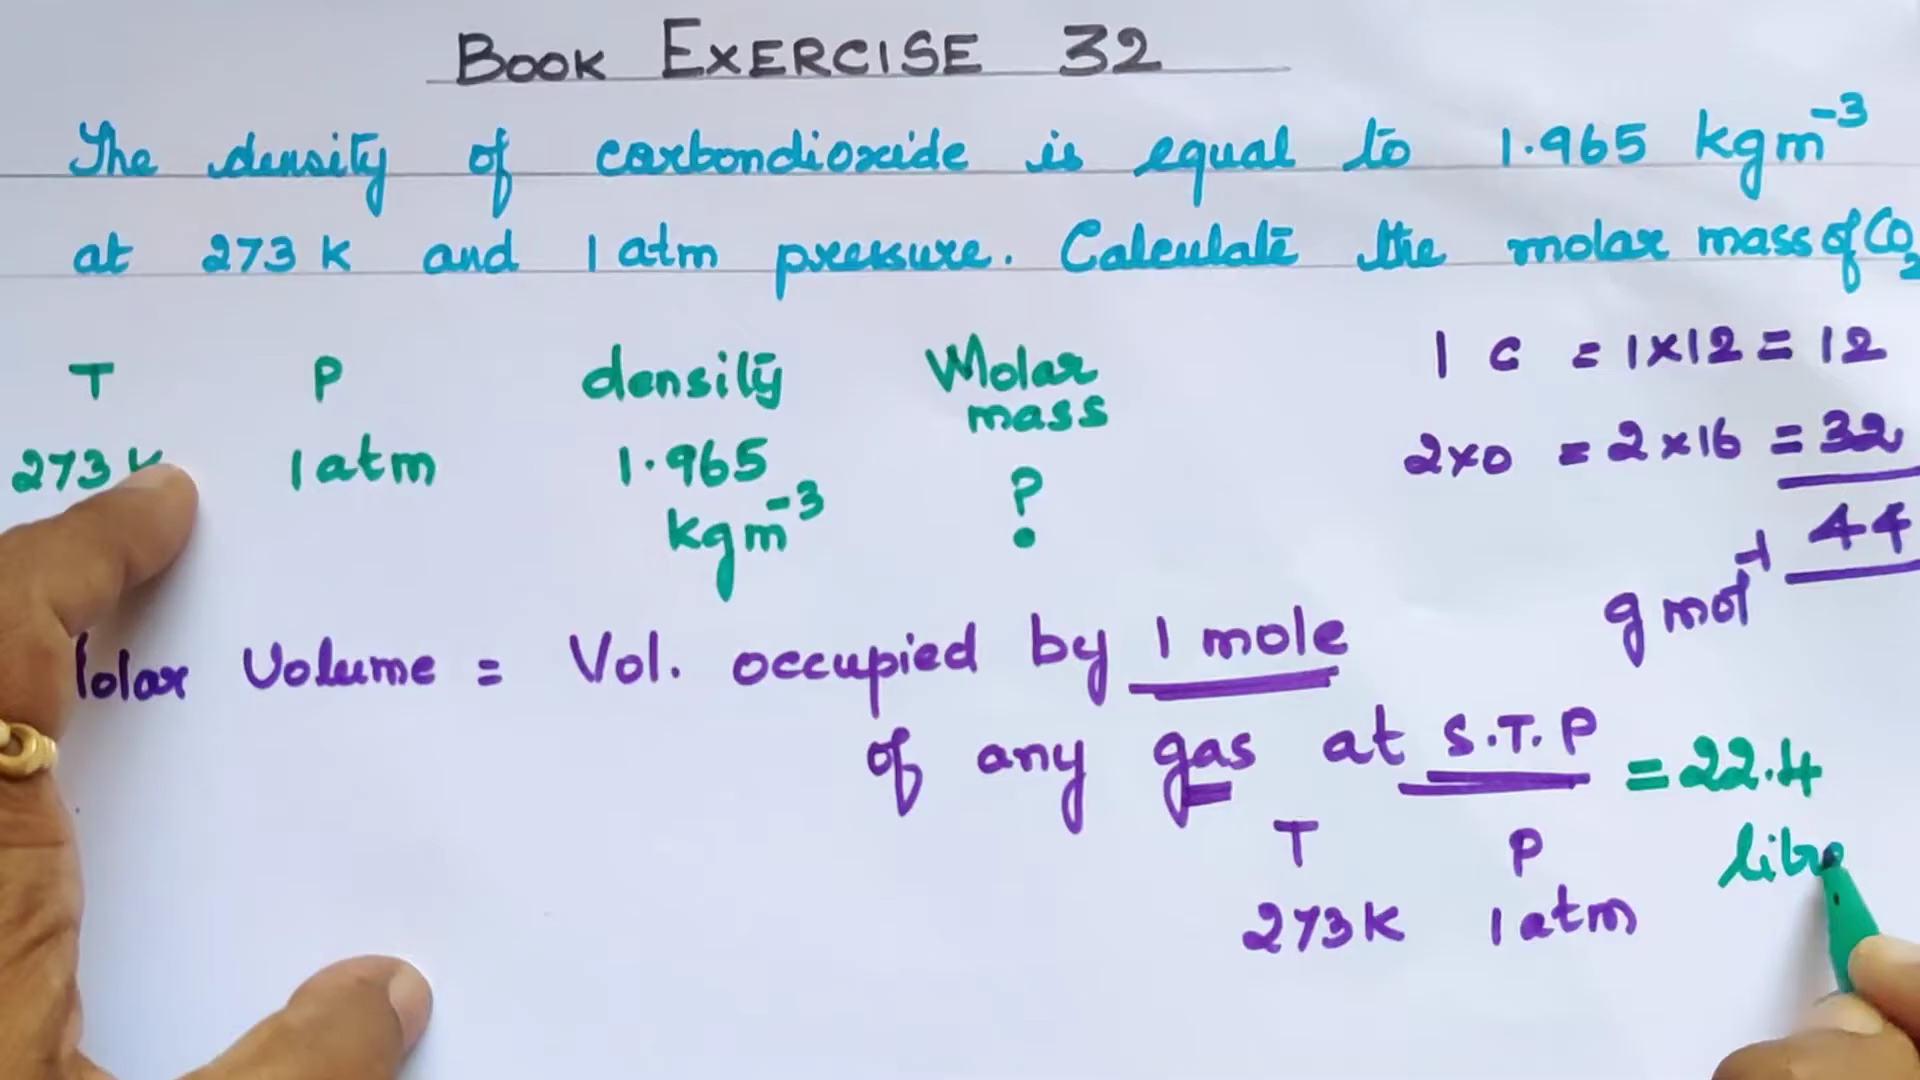 BOOK EXERCISE 32
The density of carbondioxide is equal to 1.965 kgm⁻³
at 273 K and 1 atm pressure. Calculate the molar mass of CO₂
T P density Molar mass
273 K 1 atm 1.965 kgm⁻³ ?
1 C = 1×12 = 12
2×O = 2×16 = 32
44
g mol⁻¹
olar Volume = Vol. occupied by 1 mole
of any gas at S.T.P = 22.4
T P
273K 1 atm